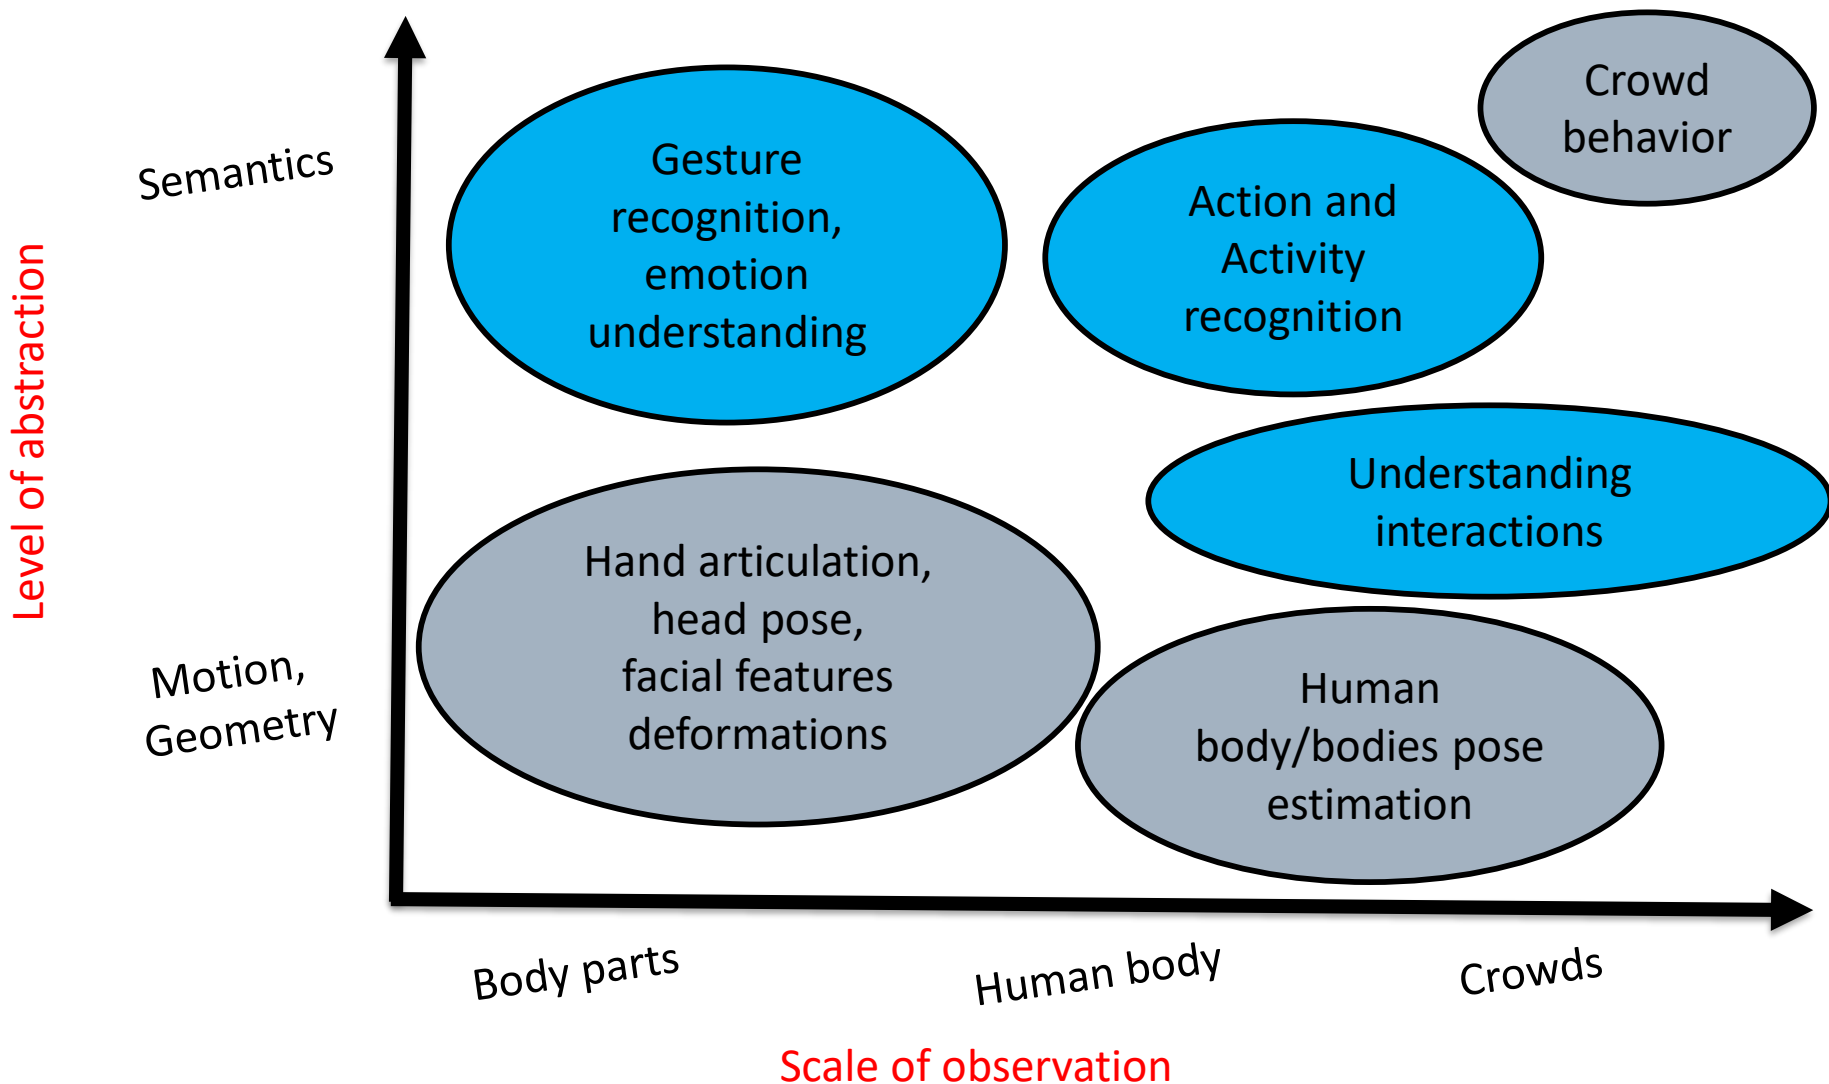 Crowd
behavior
Gesture
recognition,
emotion
understanding
Action and
Activity
recognition
Semantics
Level of abstraction
Understanding
interactions
Hand articulation,
head pose,
facial features
deformations
Motion,
Geometry
Human
body/bodies pose
estimation
Body parts
Human body
Crowds
Scale of observation